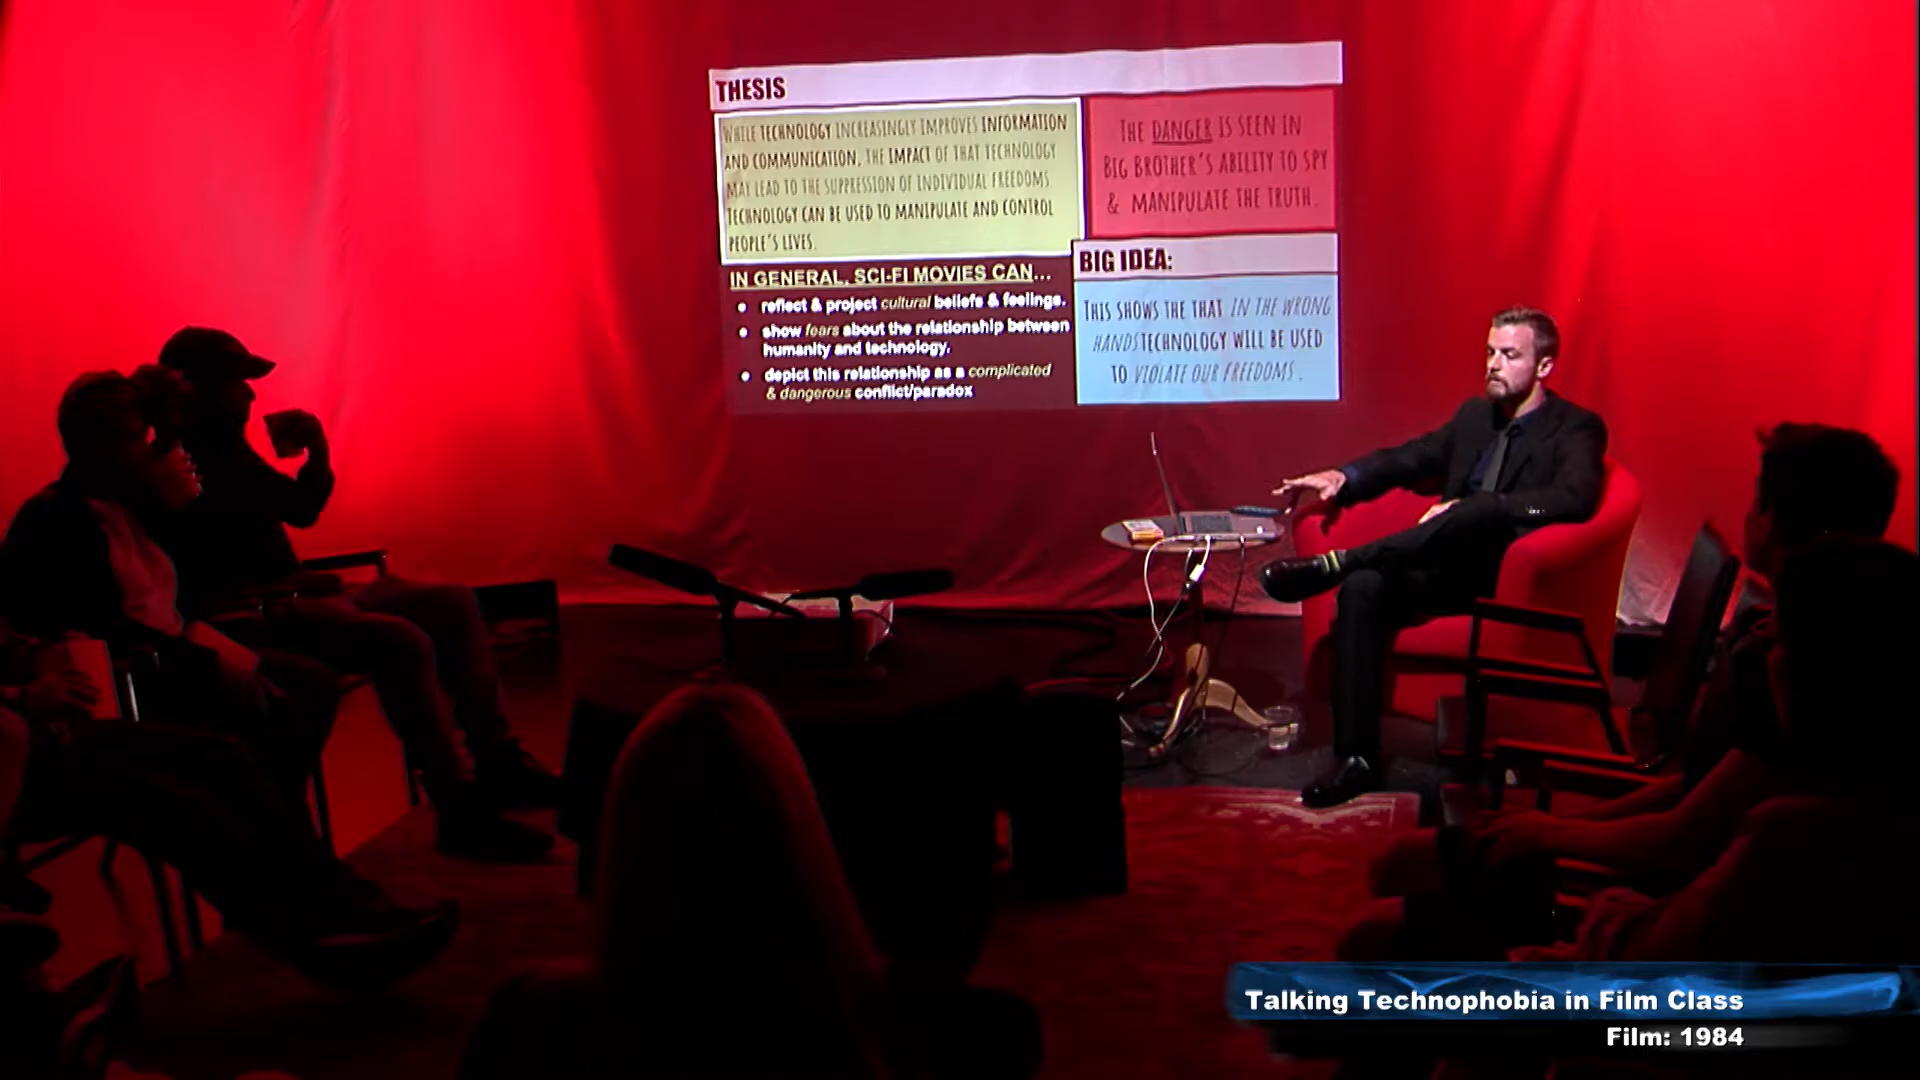 THESIS
WHILE TECHNOLOGY INCREASINGLY IMPROVES INFORMATION
AND COMMUNICATION, THE IMPACT OF THAT TECHNOLOGY
MAY LEAD TO THE SUPPRESSION OF INDIVIDUAL FREEDOMS.
TECHNOLOGY CAN BE USED TO MANIPULATE AND CONTROL
PEOPLE'S LIVES.
THE DANGER IS SEEN IN
BIG BROTHER'S ABILITY TO SPY
& MANIPULATE THE TRUTH.
IN GENERAL, SCI-FI MOVIES CAN...
• reflect & project cultural beliefs & feelings.
• show fears about the relationship between
humanity and technology.
• depict this relationship as a complicated
& dangerous conflict/paradox
BIG IDEA:
THIS SHOWS THE THAT IN THE WRONG
HANDS TECHNOLOGY WILL BE USED
TO VIOLATE OUR FREEDOMS.
Talking Technophobia in Film Class
Film: 1984